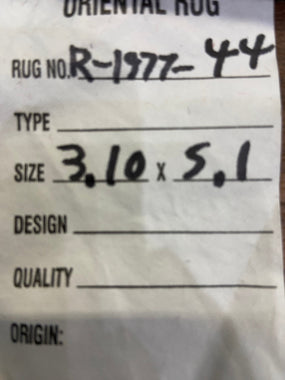 ORIENTAL RUG
RUG NO. R-1977-44
TYPE
SIZE 3.10 x 5.1
DESIGN
QUALITY
ORIGIN: